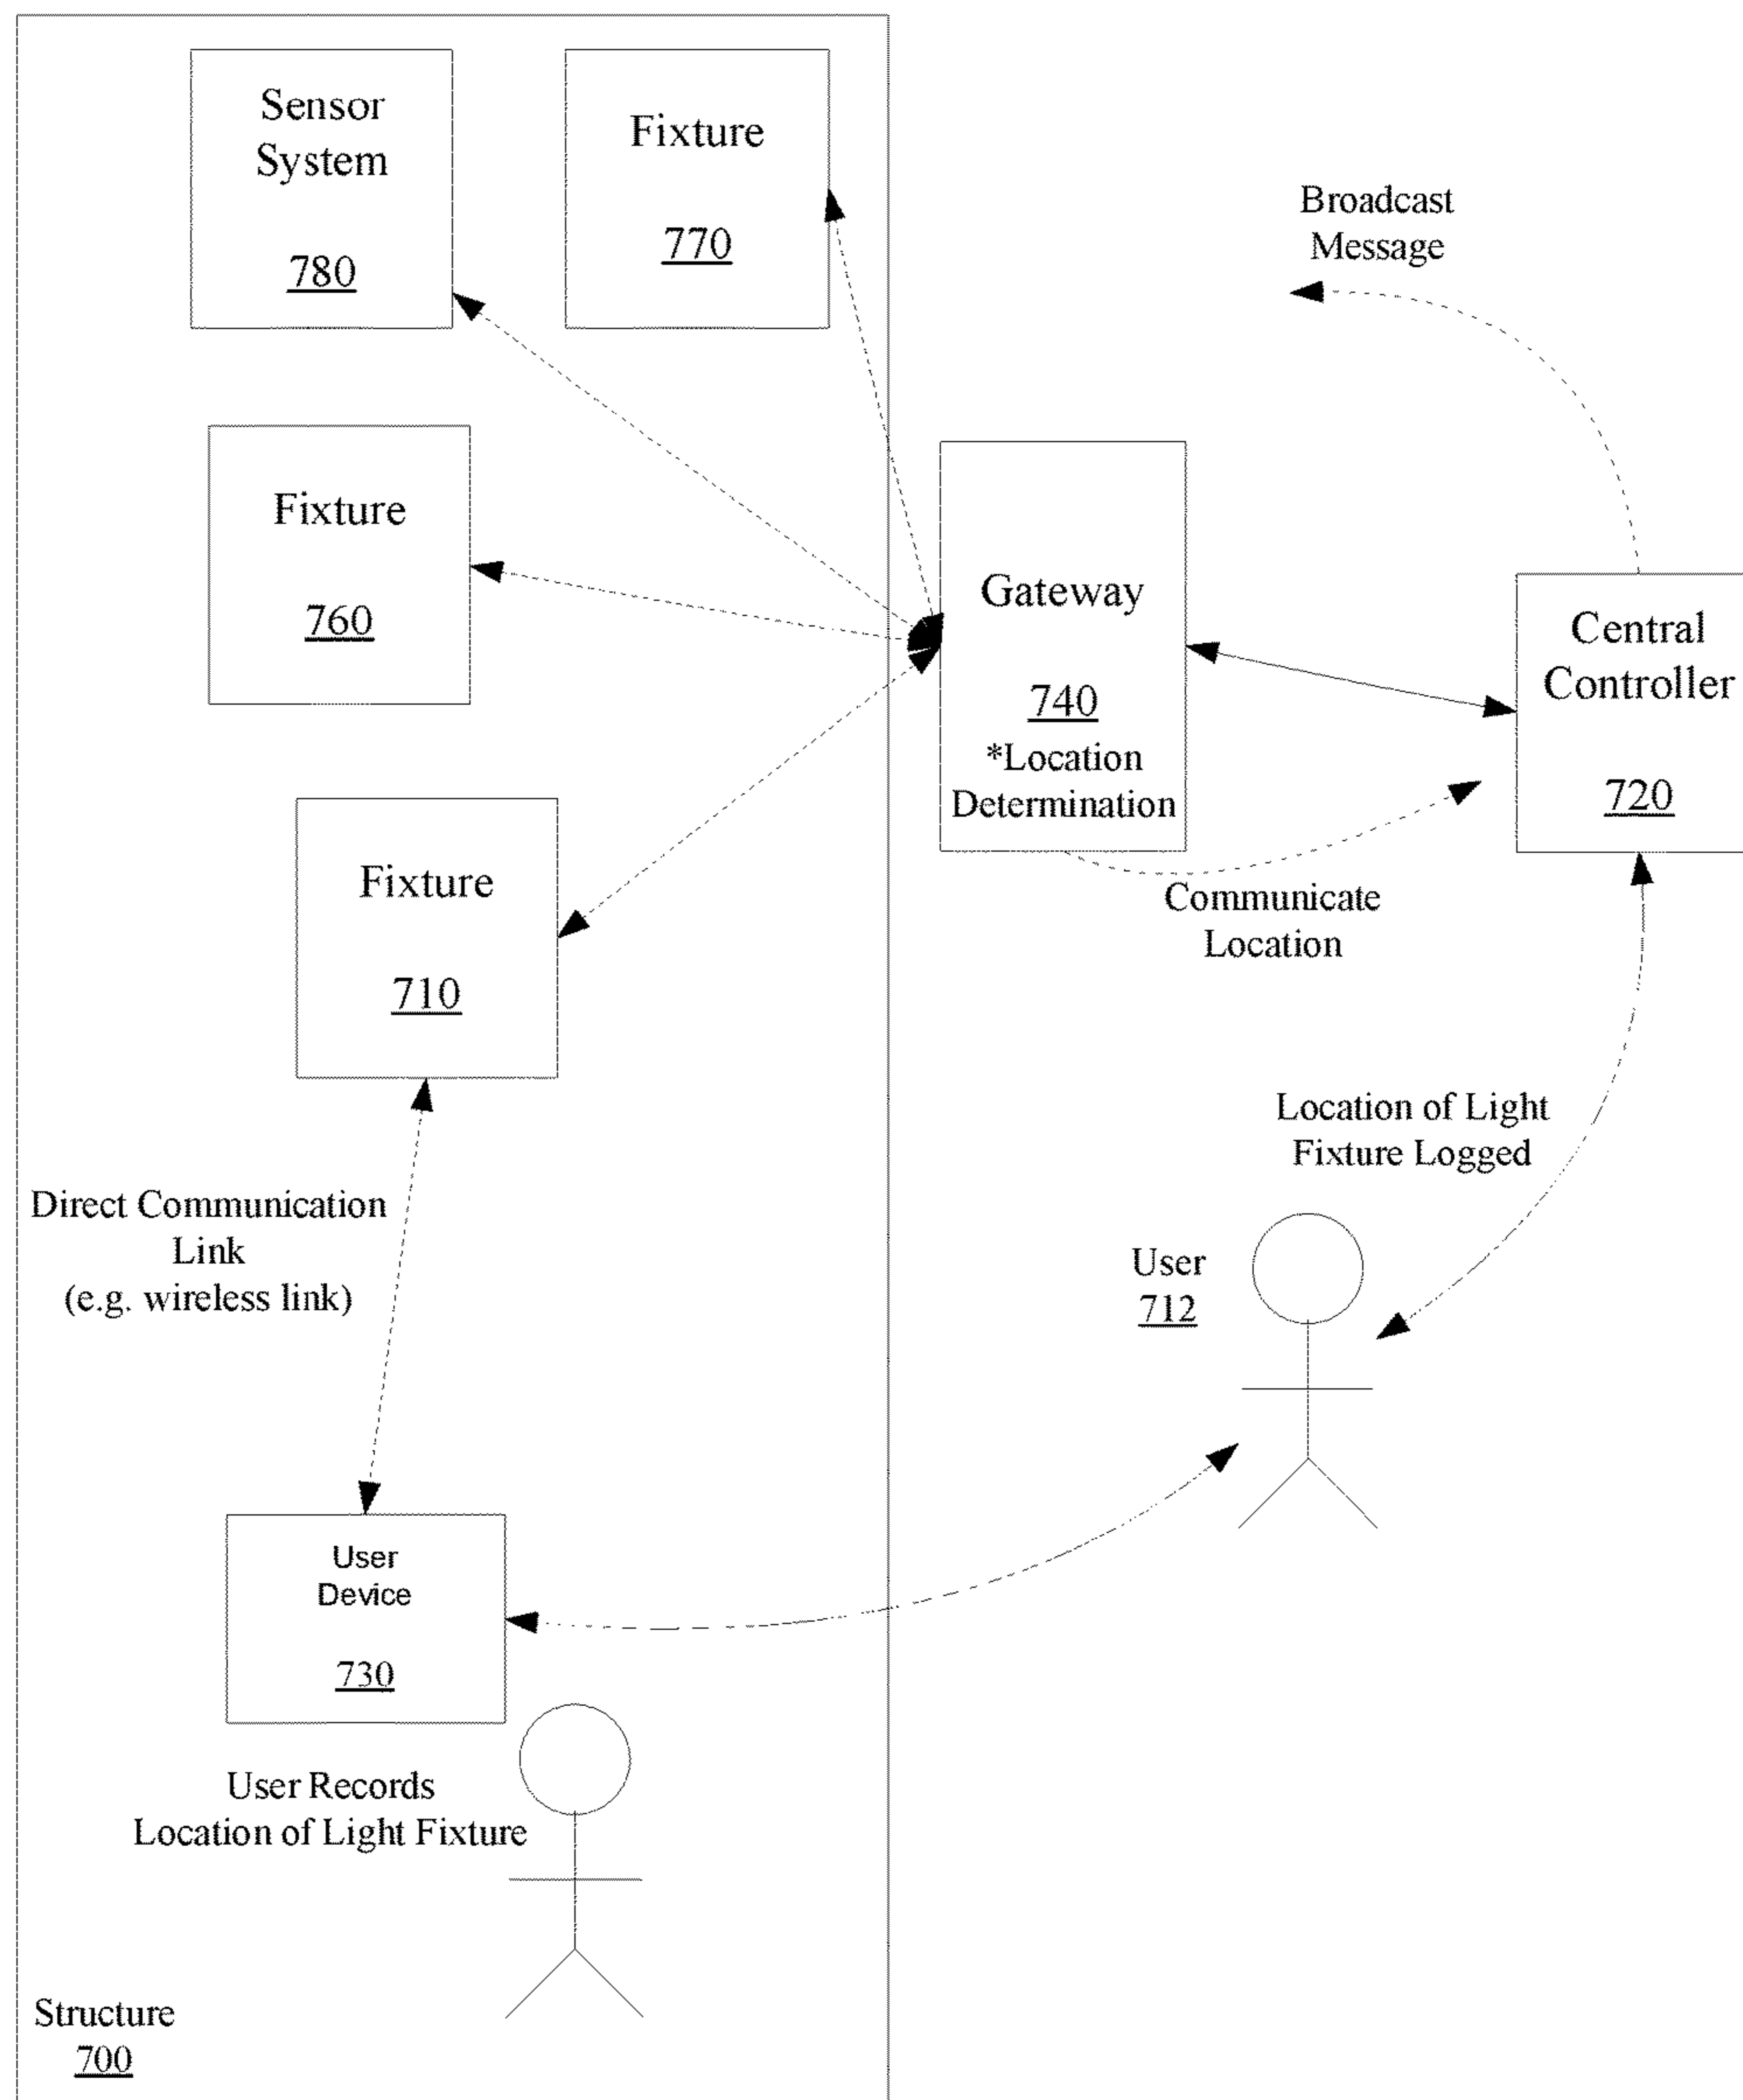 Sensor
System
780
Fixture
770
Broadcast
Message
Fixture
760
Gateway
740
*Location
Determination
Central
Controller
720
Communicate
Location
Fixture
710
Location of Light
Fixture Logged
Direct Communication
Link
(e.g. wireless link)
User
712
User
Device
730
User Records
Location of Light Fixture
Structure
700